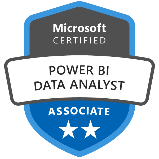 Microsoft
CERTIFIED
POWER BI
DATA ANALYST
ASSOCIATE